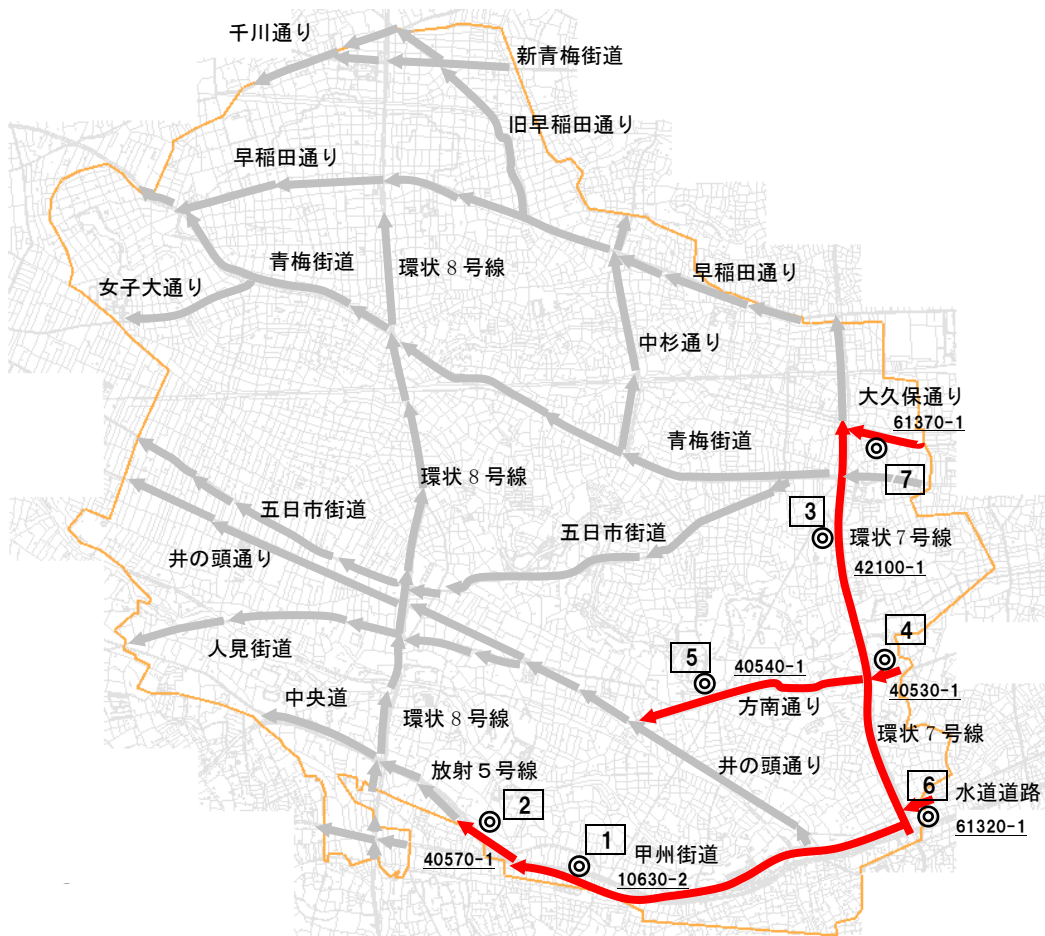 千川通り
新青梅街道
旧早稲田通り
早稲田通り
青梅街道
環状８号線
早稲田通り
女子大通り
中杉通り
大久保通り
61370-1
青梅街道
7
環状８号線
五日市街道
3
五日市街道
環状７号線
井の頭通り
42100-1
4
人見街道
5
40540-1
40530-1
中央道
方南通り
環状８号線
環状７号線
井の頭通り
放射５号線
6
水道道路
2
61320-1
1
甲州街道
40570-1
10630-2